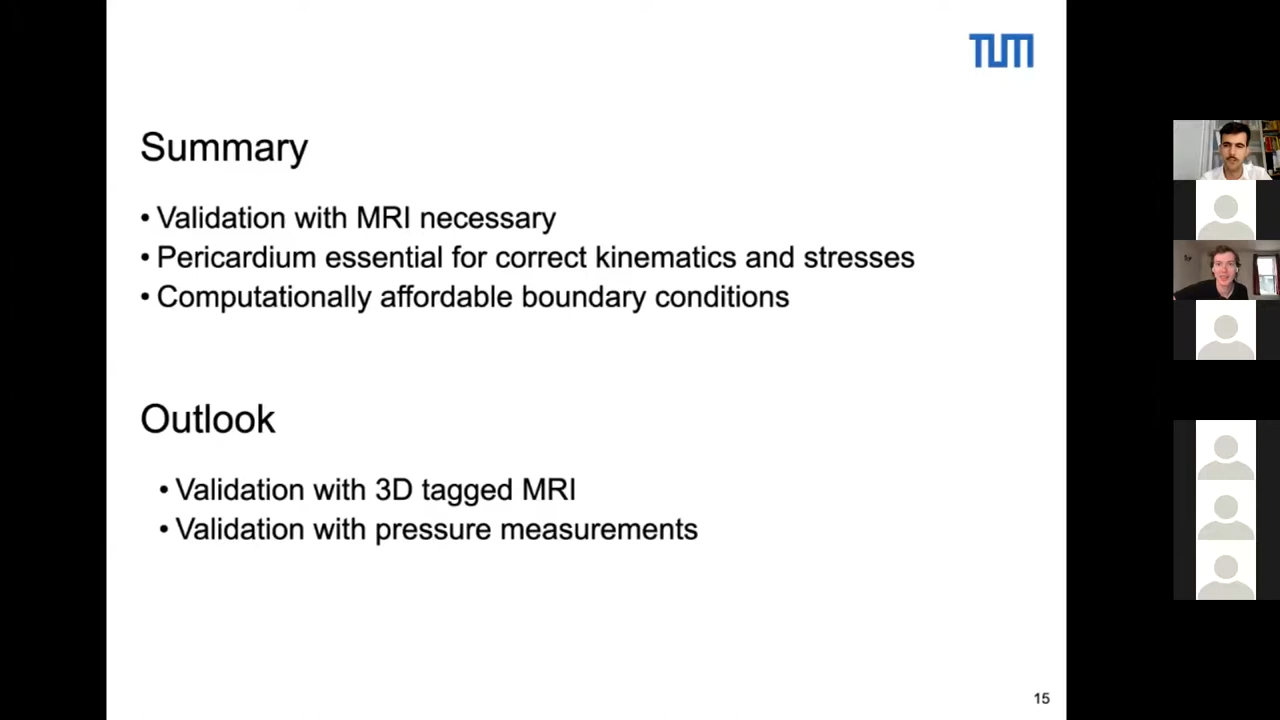 TUM
Summary
• Validation with MRI necessary
• Pericardium essential for correct kinematics and stresses
• Computationally affordable boundary conditions
Outlook
• Validation with 3D tagged MRI
• Validation with pressure measurements
15